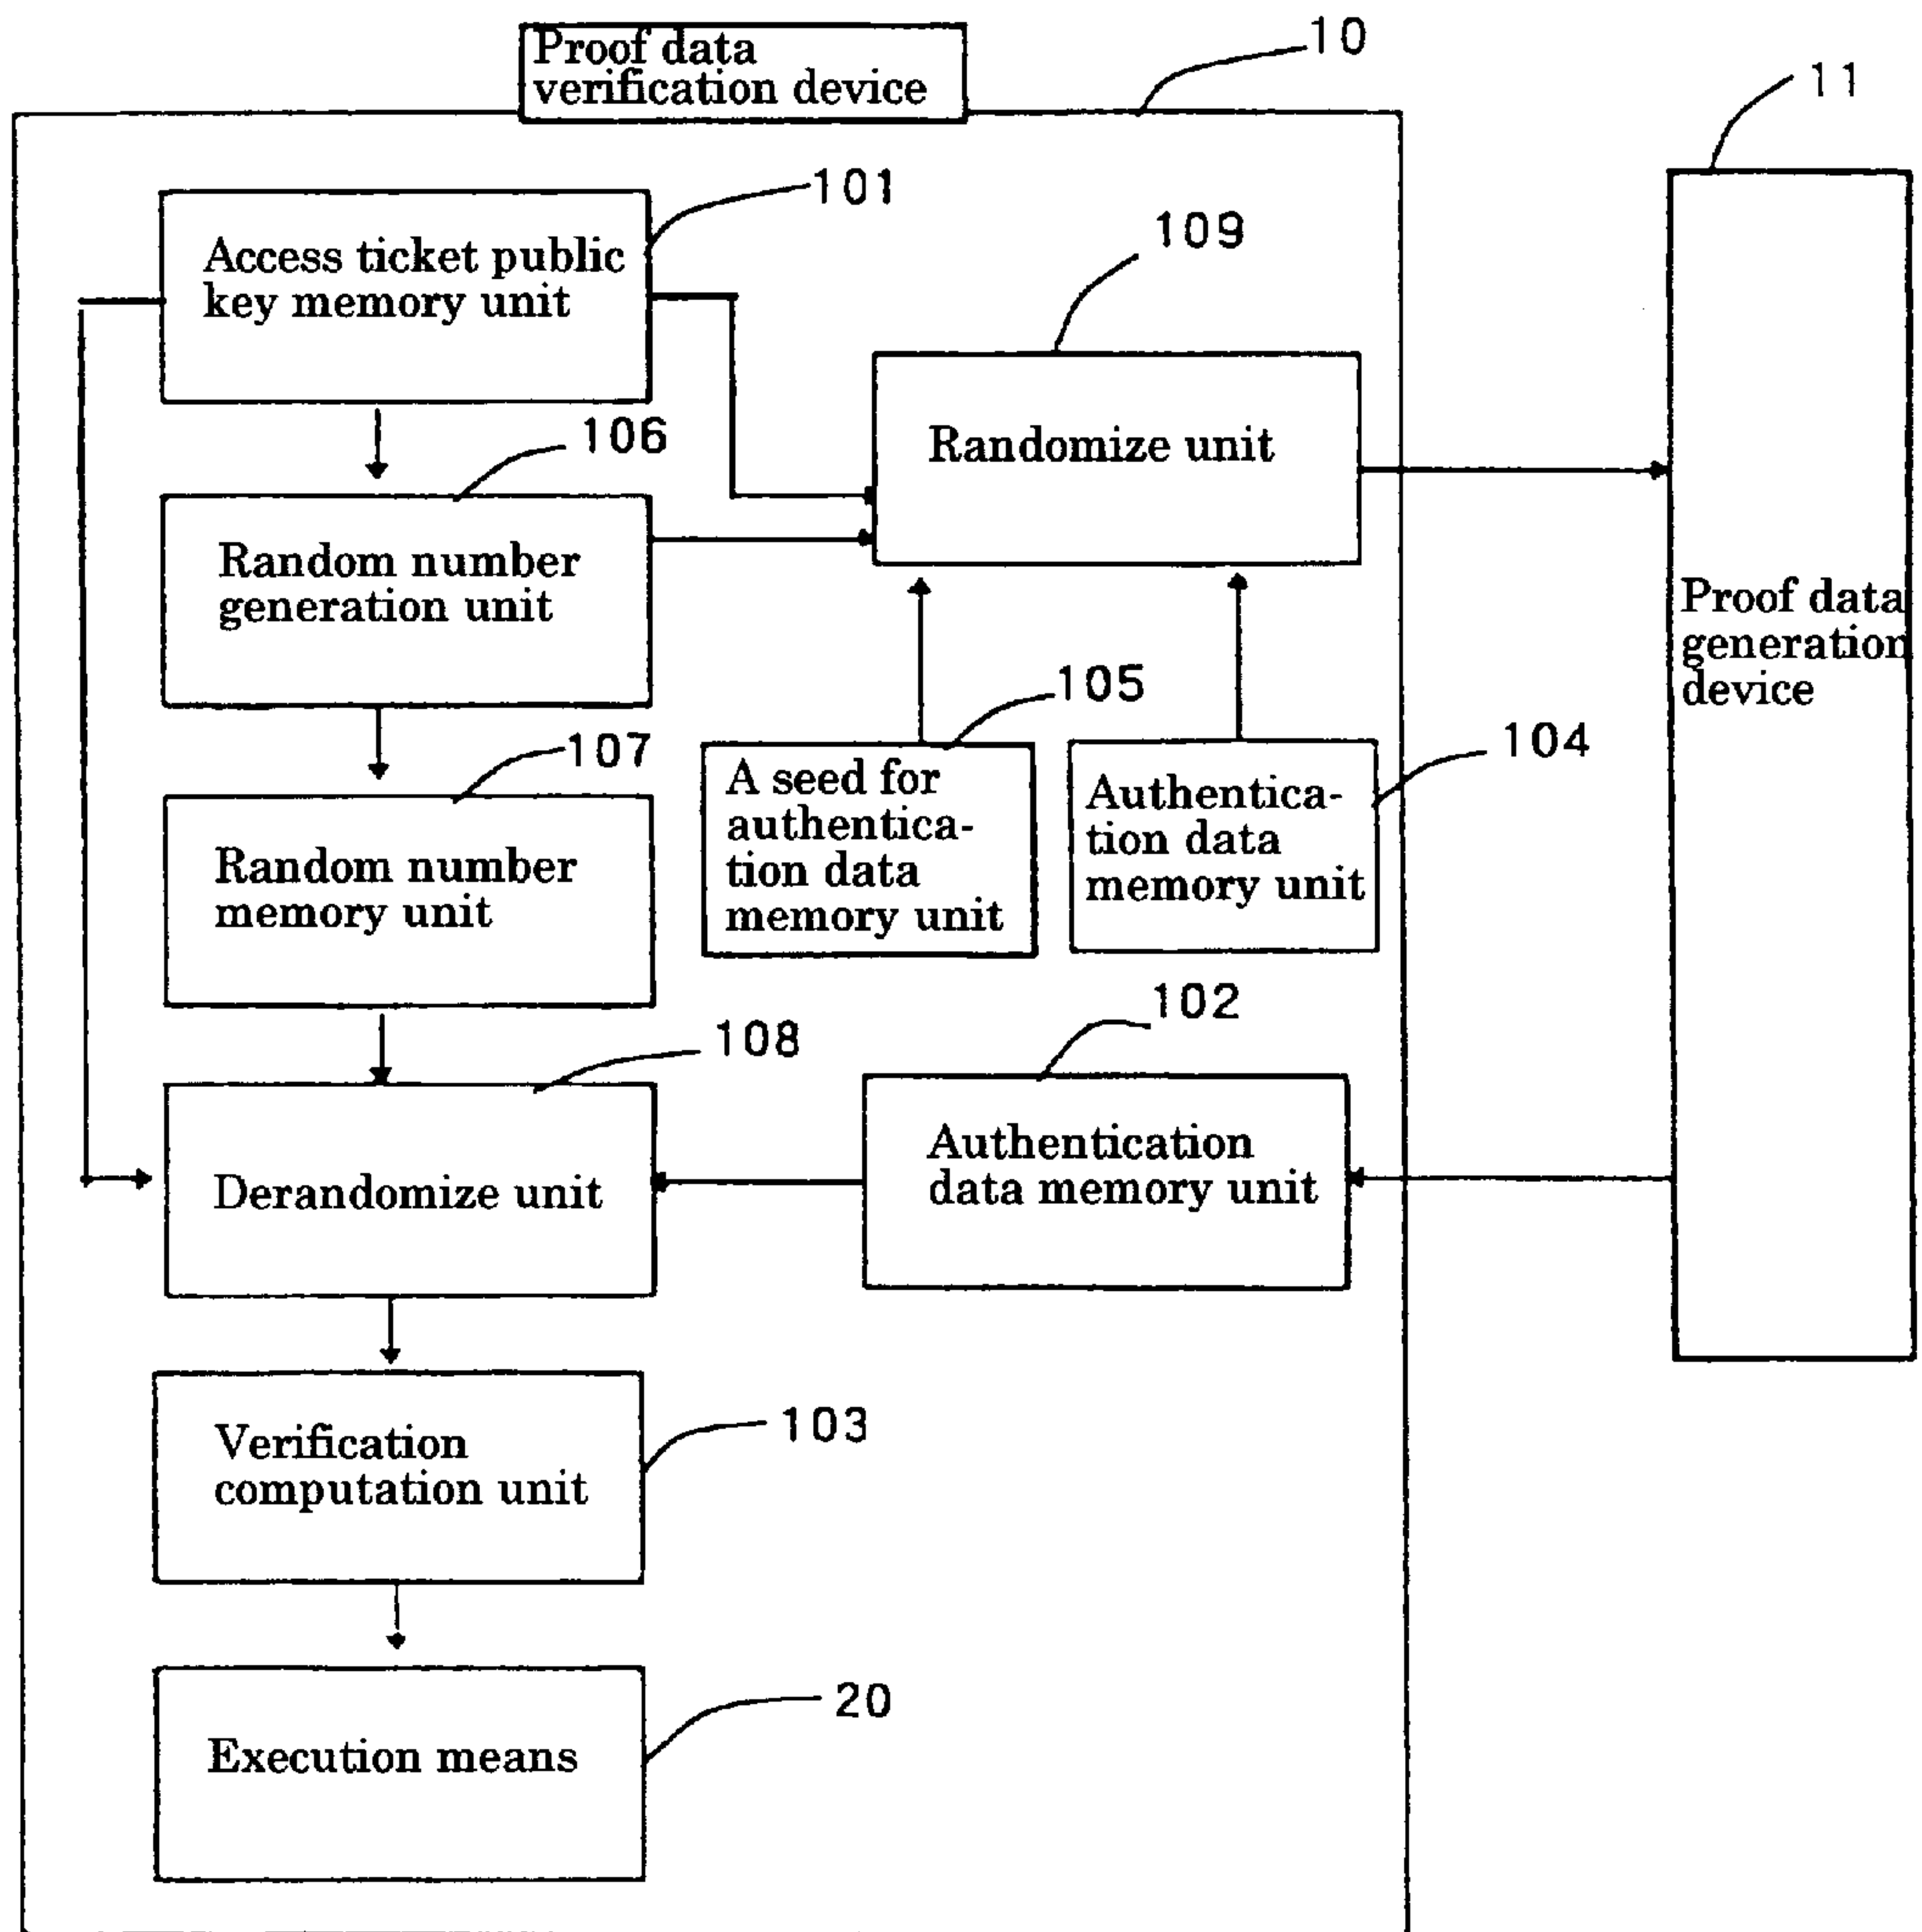 Proof data
verification device
10
11
Access ticket public
key memory unit
101
109
Randomize unit
106
Random number
generation unit
Proof data
generation
device
105
A seed for
authentica-
tion data
memory unit
104
Authentica-
tion data
memory unit
107
Random number
memory unit
102
Authentication
data memory unit
108
Derandomize unit
103
Verification
computation unit
20
Execution means